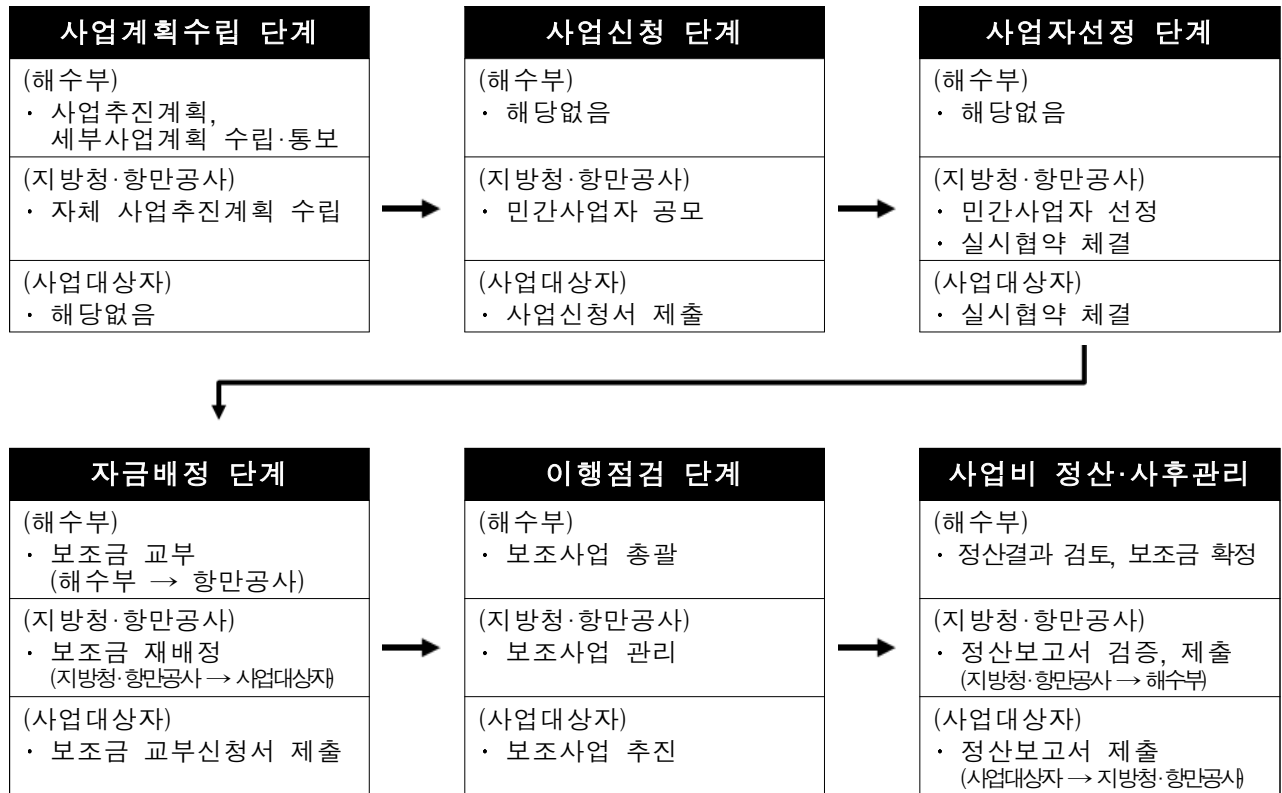 사업계획수립 단계
(해수부)
· 사업추진계획,
세부사업계획 수립·통보
(지방청·항만공사)
· 자체 사업추진계획 수립
(사업대상자)
· 해당없음
사업신청 단계
(해수부)
· 해당없음
(지방청·항만공사)
· 민간사업자 공모
(사업대상자)
· 사업신청서 제출
사업자선정 단계
(해수부)
· 해당없음
(지방청·항만공사)
· 민간사업자 선정
· 실시협약 체결
(사업대상자)
· 실시협약 체결
자금배정 단계
(해수부)
· 보조금 교부
(해수부 → 항만공사)
(지방청·항만공사)
· 보조금 재배정
(지방청·항만공사 → 사업대상자)
(사업대상자)
· 보조금 교부신청서 제출
이행점검 단계
(해수부)
· 보조사업 총괄
(지방청·항만공사)
· 보조사업 관리
(사업대상자)
· 보조사업 추진
사업비 정산·사후관리
(해수부)
· 정산결과 검토, 보조금 확정
(지방청·항만공사)
· 정산보고서 검증, 제출
(지방청·항만공사 → 해수부)
(사업대상자)
· 정산보고서 제출
(사업대상자 → 지방청·항만공사)